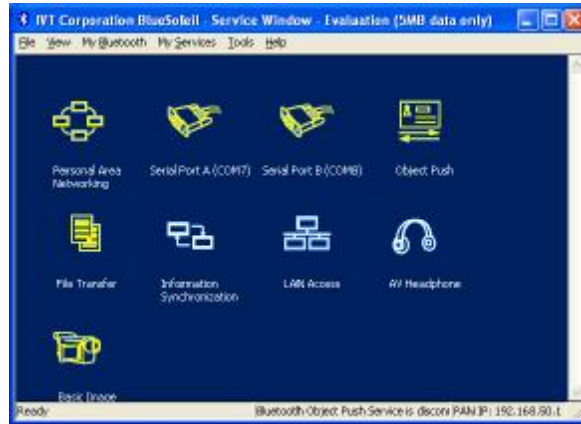 IVT Corporation BlueSoleil - Service Window - Evaluation (5MB data only)
File View My Bluetooth My Services Tools Help
Personal Area Networking
Serial Port A (COM7)
Serial Port B (COM8)
Object Push
File Transfer
Information Synchronization
LAN Access
AV Headphone
Basic Image
Ready
Bluetooth Object Push Service is disconi
PAN IP: 192.168.50.1